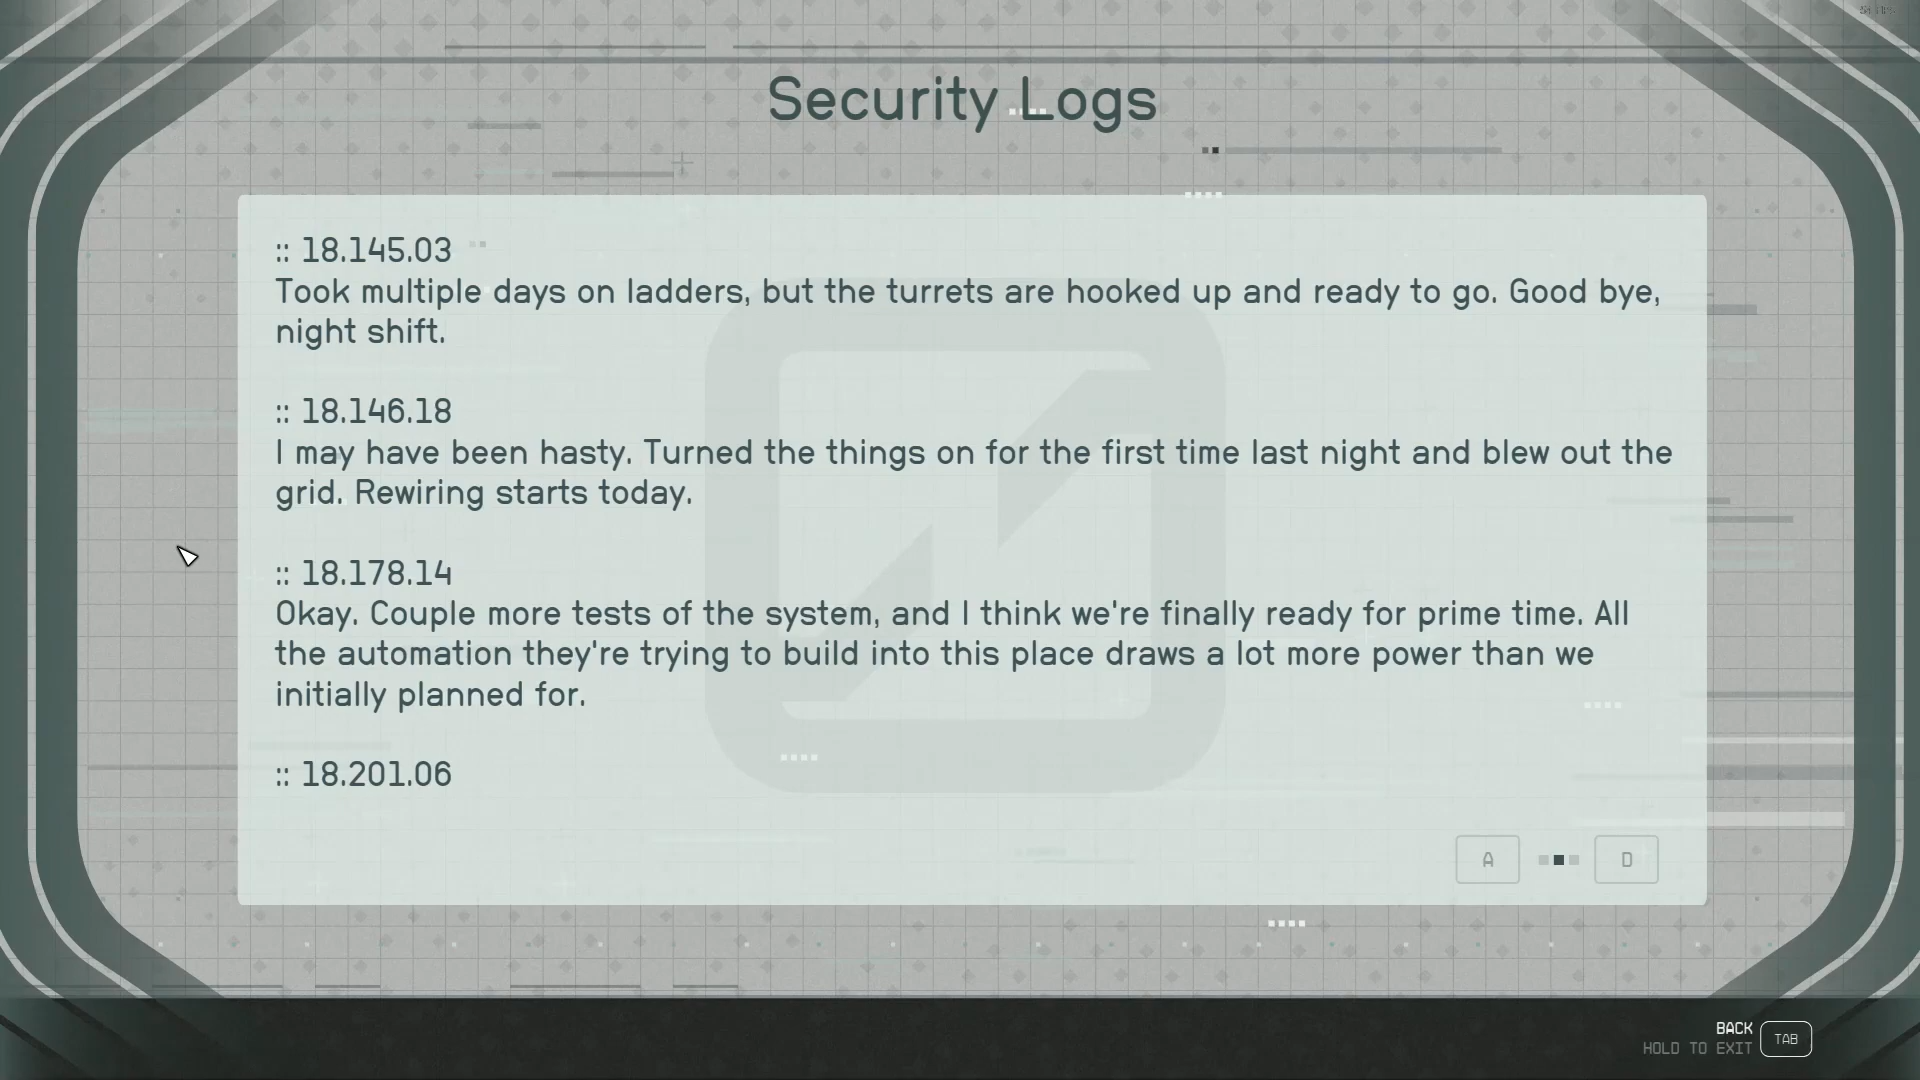 Security Logs
:: 18.145.03
Took multiple days on ladders, but the turrets are hooked up and ready to go. Good bye,
night shift.
:: 18.146.18
I may have been hasty. Turned the things on for the first time last night and blew out the
grid. Rewiring starts today.
:: 18.178.14
Okay. Couple more tests of the system, and I think we're finally ready for prime time. All
the automation they're trying to build into this place draws a lot more power than we
initially planned for.
:: 18.201.06
A D
BACK
HOLD TO EXIT TAB